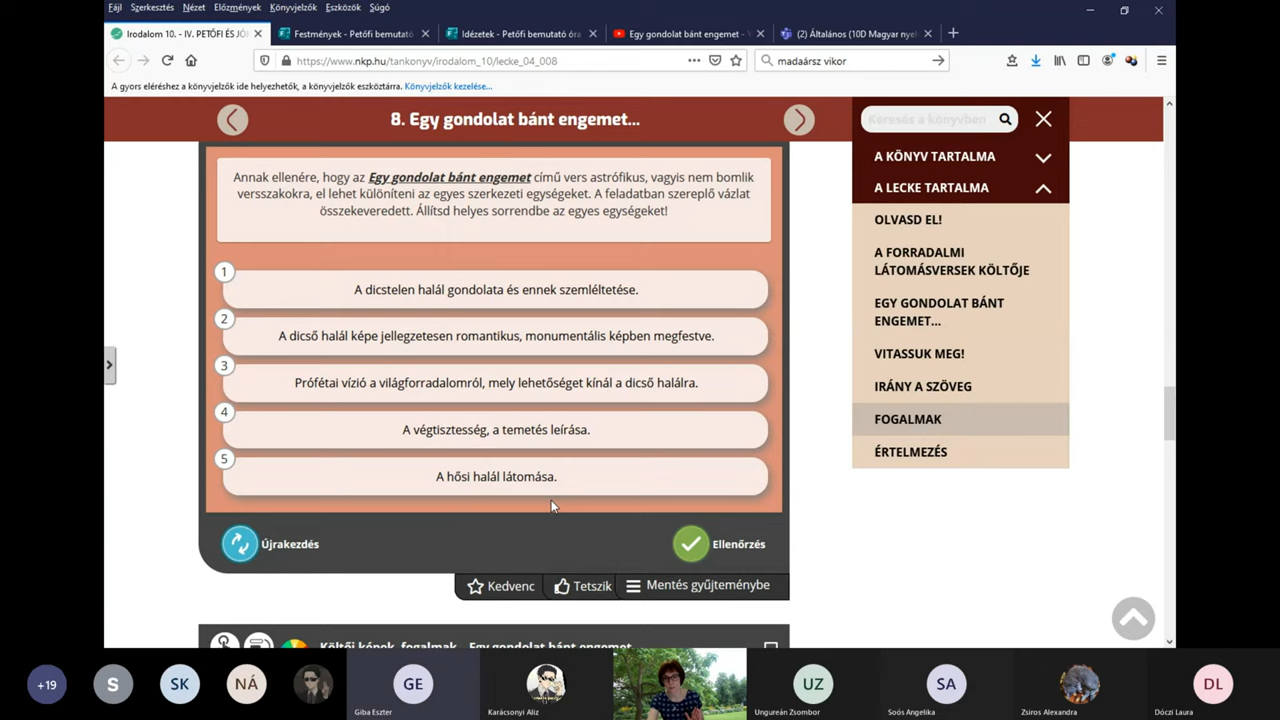 Fájl Szerkesztés Nézet Előzmények Könyvjelzők Eszközök Súgó
Irodalom 10. - IV. PETŐFI ÉS JÓ
Festmények - Petőfi bemutató
Idézetek - Petőfi bemutató óra
Egy gondolat bánt engemet -
(2) Általános (10D Magyar nyel
https://www.nkp.hu/tankonyv/irodalom_10/lecke_04_008
madaársz vikor
A gyors eléréshez a könyvjelzők ide helyezhetők, a könyvjelzők eszköztárra. Könyvjelzők kezelése...
8. Egy gondolat bánt engemet...
Keresés a könyvben
A KÖNYV TARTALMA
A LECKE TARTALMA
OLVASD EL!
A FORRADALMI
LÁTOMÁSVERSEK KÖLTŐJE
EGY GONDOLAT BÁNT
ENGEMET...
VITASSUK MEG!
IRÁNY A SZÖVEG
FOGALMAK
ÉRTELMEZÉS
Annak ellenére, hogy az Egy gondolat bánt engemet című vers asztrófikus, vagyis nem bomlik
versszakokra, el lehet különíteni az egyes szerkezeti egységeket. A feladatban szereplő vázlat
összekeveredett. Állítsd helyes sorrendbe az egyes egységeket!
1
A dicstelen halál gondolata és ennek szemléltetése.
2
A dicső halál képe jellegzetesen romantikus, monumentális képben megfestve.
3
Prófétai vízió a világforradalomról, mely lehetőséget kínál a dicső halálra.
4
A végtisztesség, a temetés leírása.
5
A hősi halál látomása.
Újrakezdés
Ellenőrzés
Kedvenc
Tetszik
Mentés gyűjteménybe
Költői képek, fogalmak - Egy gondolat bánt engemet
+19
S
SK
NÁ
GE
UZ
SA
DL
Giba Eszter
Karácsonyi Aliz
Ungureán Zsombor
Soós Angelika
Zsiros Alexandra
Dóczi Laura